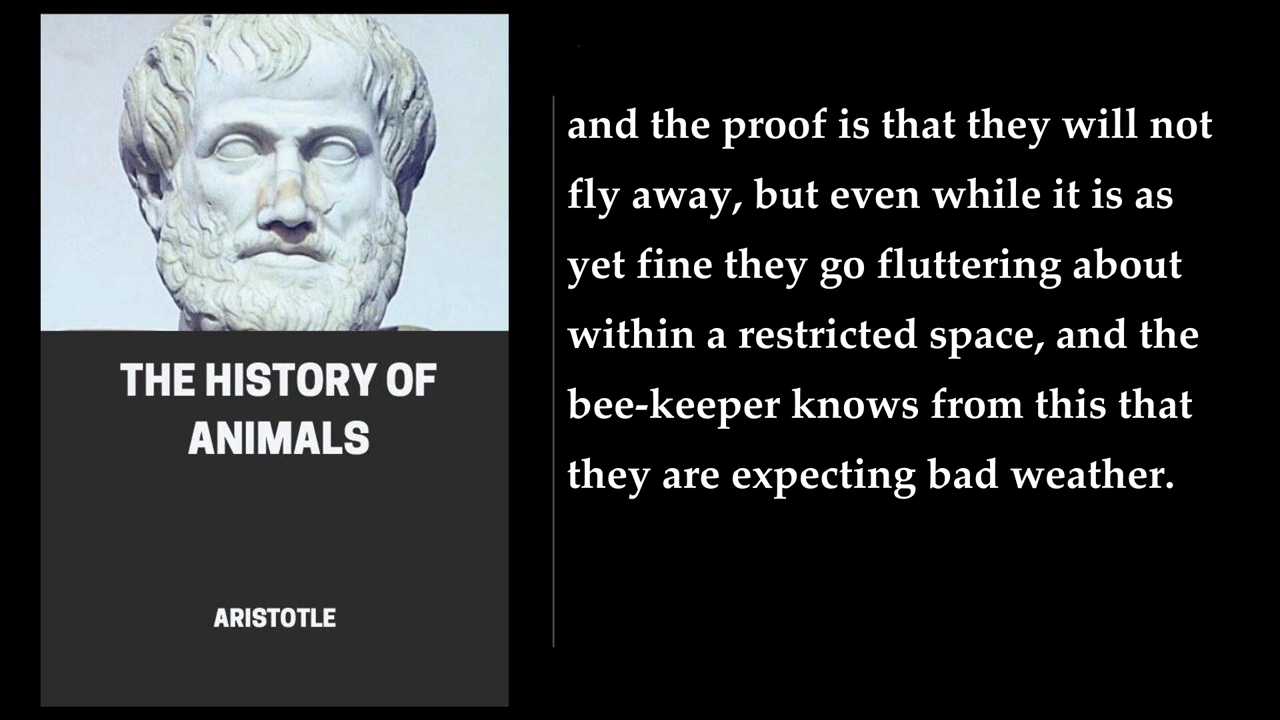 THE HISTORY OF
ANIMALS
ARISTOTLE
and the proof is that they will not
fly away, but even while it is as
yet fine they go fluttering about
within a restricted space, and the
bee-keeper knows from this that
they are expecting bad weather.